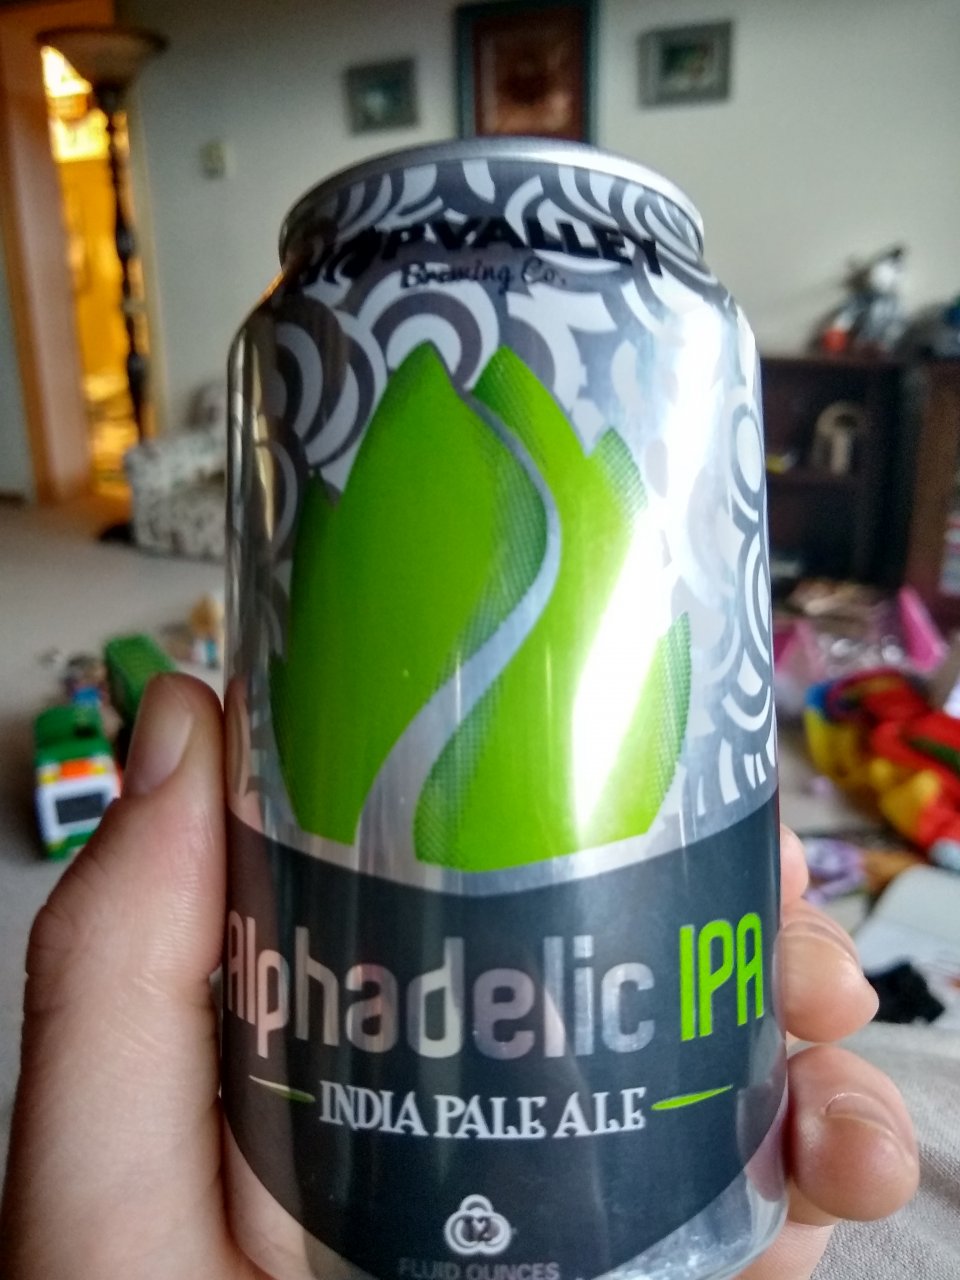 HOPVALLEY
Brewing Co.
Alphadelic IPA
INDIA PALE ALE
12
FLUID OUNCES